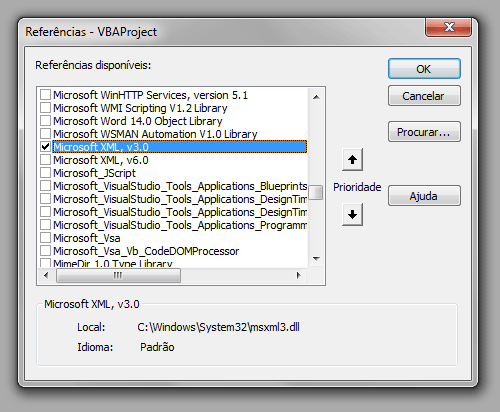 Referências - VBAProject
Referências disponíveis:
OK
Cancelar
Procurar...
Ajuda
Microsoft WinHTTP Services, version 5.1
Microsoft WMI Scripting V1.2 Library
Microsoft Word 14.0 Object Library
Microsoft WSMAN Automation V1.0 Library
Microsoft XML, v3.0
Microsoft XML, v6.0
Microsoft_JScript
Microsoft_VisualStudio_Tools_Applications_Blueprints
Microsoft_VisualStudio_Tools_Applications_DesignTim
Microsoft_VisualStudio_Tools_Applications_DesignTim
Microsoft_VisualStudio_Tools_Applications_Programm
Microsoft_Vsa
Microsoft_Vsa_Vb_CodeDOMProcessor
MimeDir 1.0 Type Library
Prioridade
Microsoft XML, v3.0
Local: C:\Windows\System32\msxml3.dll
Idioma: Padrão